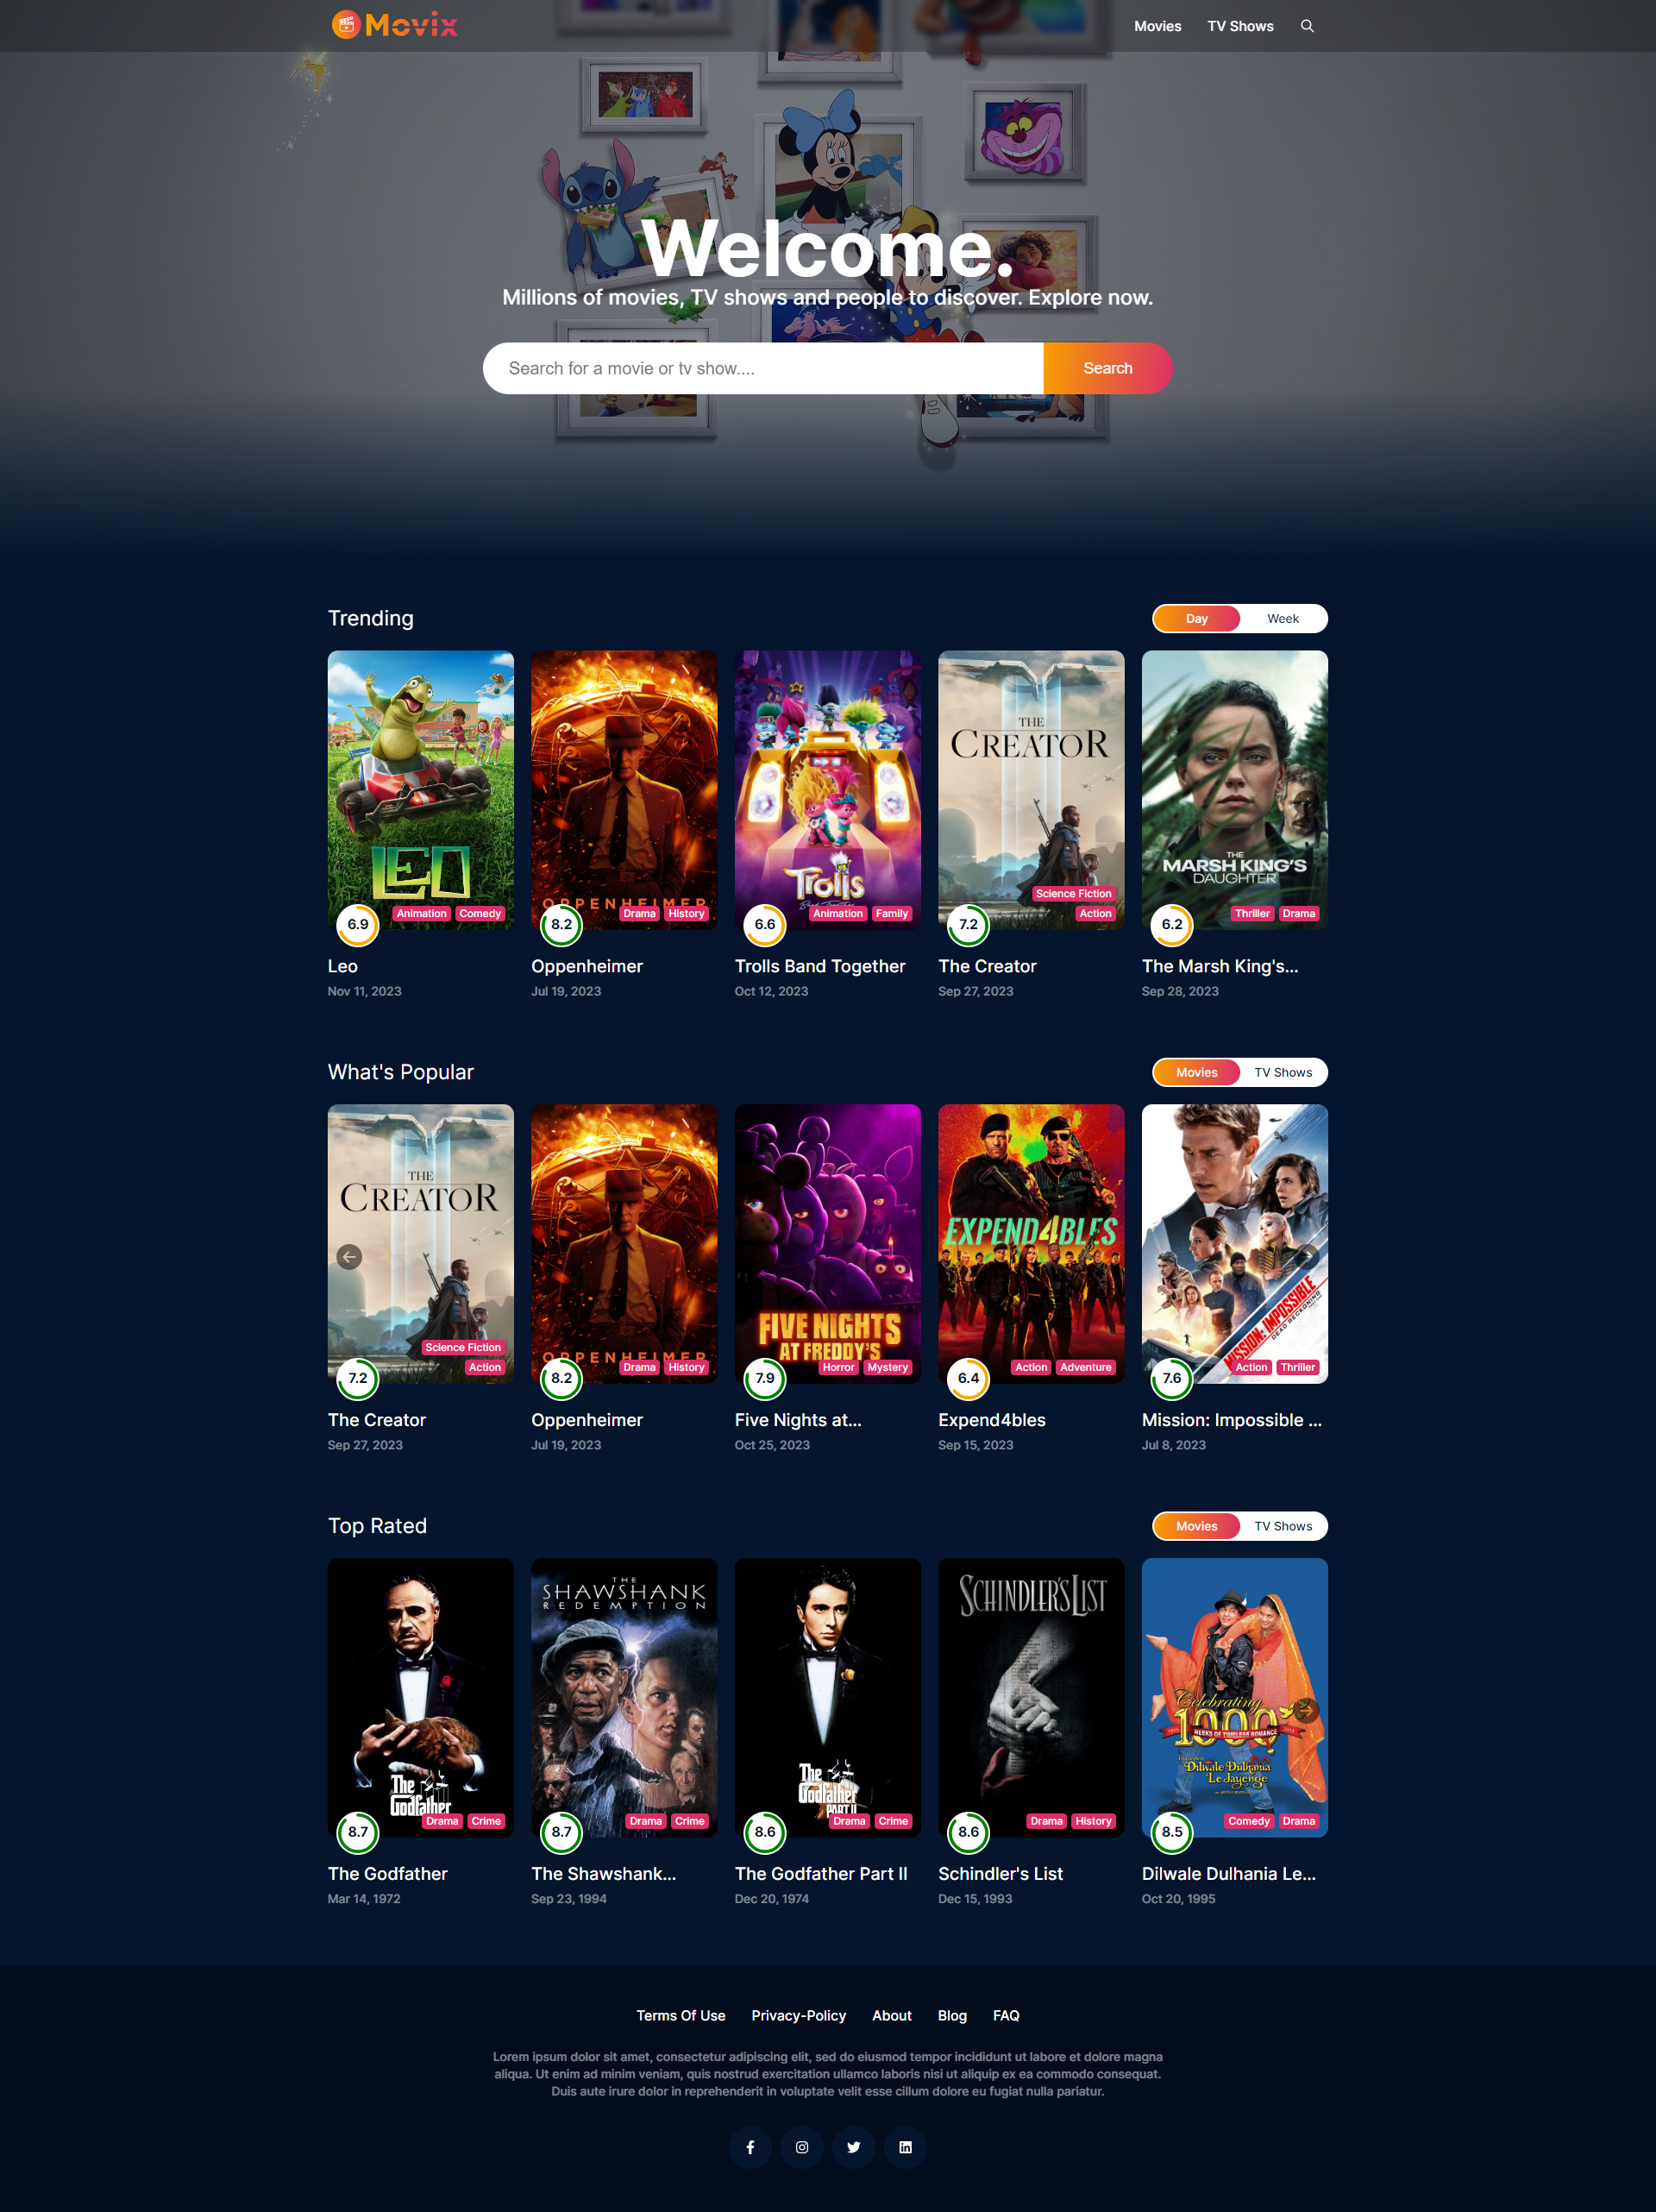 Movix
Movies
TV Shows
Welcome.
Millions of movies, TV shows and people to discover. Explore now.
Search for a movie or tv show....
Search
Trending
Day
Week
LEO
6.9
Animation
Comedy
Leo
Nov 11, 2023
OPPENHEIMER
8.2
Drama
History
Oppenheimer
Jul 19, 2023
Trolls
Band Together
6.6
Animation
Family
Trolls Band Together
Oct 12, 2023
THE
CREATOR
Science Fiction
7.2
Action
The Creator
Sep 27, 2023
THE
MARSH KING'S
DAUGHTER
6.2
Thriller
Drama
The Marsh King's...
Sep 28, 2023
What's Popular
Movies
TV Shows
THE
CREATOR
Science Fiction
7.2
Action
The Creator
Sep 27, 2023
OPPENHEIMER
8.2
Drama
History
Oppenheimer
Jul 19, 2023
FIVE NIGHTS
AT FREDDY'S
7.9
Horror
Mystery
Five Nights at...
Oct 25, 2023
EXPEND4BLES
6.4
Action
Adventure
Expend4bles
Sep 15, 2023
MISSION: IMPOSSIBLE
DEAD RECKONING
7.6
Action
Thriller
Mission: Impossible ...
Jul 8, 2023
Top Rated
Movies
TV Shows
The
Godfather
8.7
Drama
Crime
The Godfather
Mar 14, 1972
THE
SHAWSHANK
REDEMPTION
8.7
Drama
Crime
The Shawshank...
Sep 23, 1994
The
Godfather
PART II
8.6
Drama
Crime
The Godfather Part II
Dec 20, 1974
SCHINDLER'S LIST
8.6
Drama
History
Schindler's List
Dec 15, 1993
Celebrating
1000
WEEKS OF TIMELESS ROMANCE
Dilwale Dulhania
Le Jayenge
8.5
Comedy
Drama
Dilwale Dulhania Le...
Oct 20, 1995
Terms Of Use
Privacy-Policy
About
Blog
FAQ
Lorem ipsum dolor sit amet, consectetur adipiscing elit, sed do eiusmod tempor incididunt ut labore et dolore magna
aliqua. Ut enim ad minim veniam, quis nostrud exercitation ullamco laboris nisi ut aliquip ex ea commodo consequat.
Duis aute irure dolor in reprehenderit in voluptate velit esse cillum dolore eu fugiat nulla pariatur.